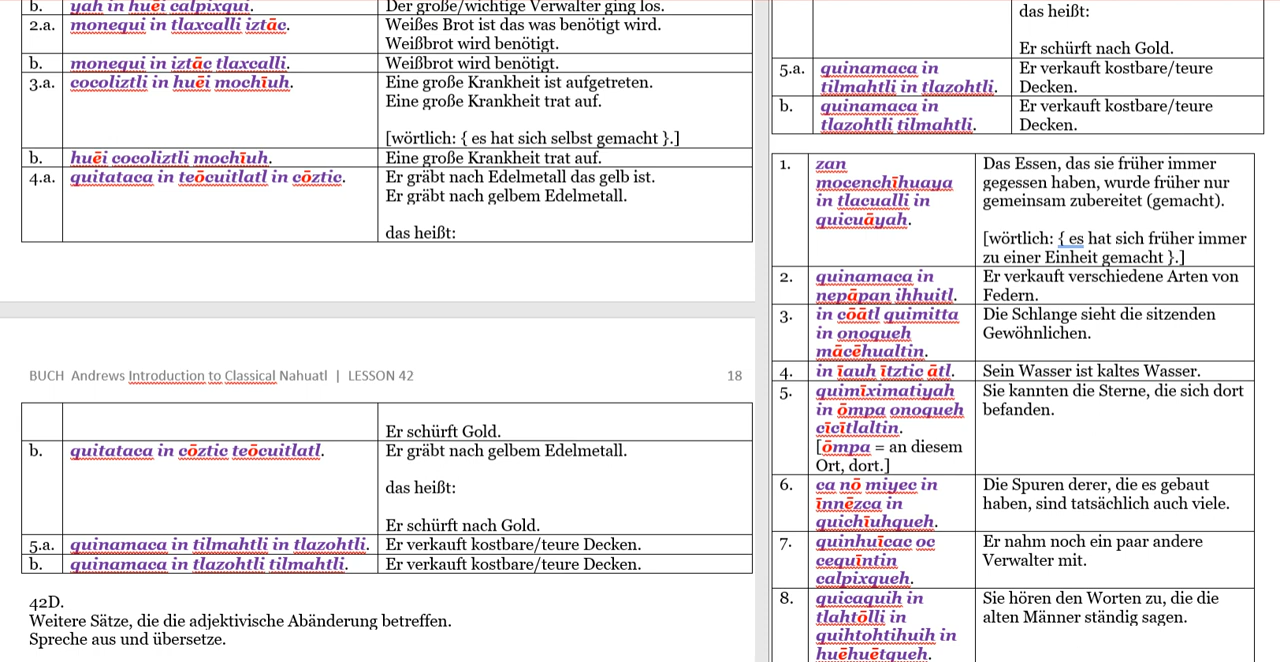 b. yah in huēi calpixqui. Der große/wichtige Verwalter ging los.
2.a. monequi in tlaxcalli iztāc. Weißes Brot ist das was benötigt wird.
Weißbrot wird benötigt.
b. monequi in iztāc tlaxcalli. Weißbrot wird benötigt.
3.a. cocoliztli in huēi mochīuh. Eine große Krankheit ist aufgetreten.
Eine große Krankheit trat auf.
[wörtlich: { es hat sich selbst gemacht }.]
b. huēi cocoliztli mochīuh. Eine große Krankheit trat auf.
4.a. quitataca in teōcuitlatl in cōztic. Er gräbt nach Edelmetall das gelb ist.
Er gräbt nach gelbem Edelmetall.
das heißt:
BUCH Andrews Introduction to Classical Nahuatl | LESSON 42 18
Er schürft Gold.
b. quitataca in cōztic teōcuitlatl. Er gräbt nach gelbem Edelmetall.
das heißt:
Er schürft nach Gold.
5.a. quinamaca in tilmahtli in tlazohtli. Er verkauft kostbare/teure Decken.
b. quinamaca in tlazohtli tilmahtli. Er verkauft kostbare/teure Decken.
42D.
Weitere Sätze, die die adjektivische Abänderung betreffen.
Spreche aus und übersetze.
das heißt:
Er schürft nach Gold.
5.a. quinamaca in Er verkauft kostbare/teure
tilmahtli in tlazohtli. Decken.
b. quinamaca in Er verkauft kostbare/teure
tlazohtli tilmahtli. Decken.
1. zan Das Essen, das sie früher immer
mocenchīhuaya gegessen haben, wurde früher nur
in tlacualli in gemeinsam zubereitet (gemacht).
quicuāyah.
[wörtlich: { es hat sich früher immer
zu einer Einheit gemacht }.]
2. quinamaca in Er verkauft verschiedene Arten von
nepāpan ihhuitl. Federn.
3. in cōātl quimitta Die Schlange sieht die sitzenden
in onoqueh Gewöhnlichen.
mācēhualtin.
4. in īauh ītztic ātl. Sein Wasser ist kaltes Wasser.
5. quimīximatiyah Sie kannten die Sterne, die sich dort
in ōmpa onoqueh befanden.
cīcītlaltin.
[ōmpa = an diesem
Ort, dort.]
6. ca nō miyec in Die Spuren derer, die es gebaut
īnnēzca in haben, sind tatsächlich auch viele.
quichīuhqueh.
7. quinhuīcac oc Er nahm noch ein paar andere
cequīntin Verwalter mit.
calpixqueh.
8. quicaquih in Sie hören den Worten zu, die die
tlahtōlli in alten Männer ständig sagen.
quihtohtihuih in
huēhuētqueh.